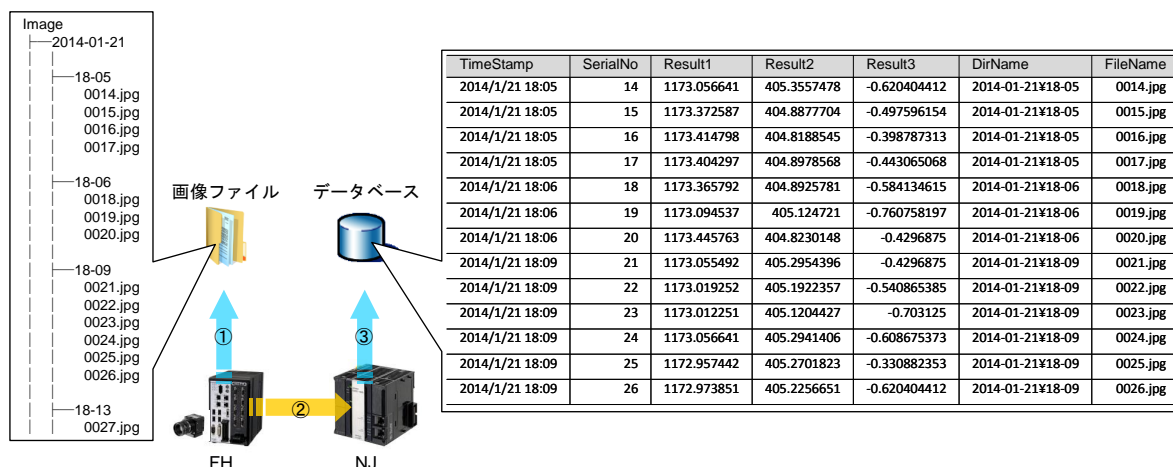 Image
2014-01-21
18-05
0014.jpg
0015.jpg
0016.jpg
0017.jpg
18-06
0018.jpg
0019.jpg
0020.jpg
18-09
0021.jpg
0022.jpg
0023.jpg
0024.jpg
0025.jpg
0026.jpg
18-13
0027.jpg
画像ファイル
データベース
①
③
②
FH
NJ
TimeStamp SerialNo Result1 Result2 Result3 DirName FileName
2014/1/21 18:05 14 1173.056641 405.3557478 -0.620404412 2014-01-21¥18-05 0014.jpg
2014/1/21 18:05 15 1173.372587 404.8877704 -0.497596154 2014-01-21¥18-05 0015.jpg
2014/1/21 18:05 16 1173.414798 404.8188545 -0.398787313 2014-01-21¥18-05 0016.jpg
2014/1/21 18:05 17 1173.404297 404.8978568 -0.443065068 2014-01-21¥18-05 0017.jpg
2014/1/21 18:06 18 1173.365792 404.8925781 -0.584134615 2014-01-21¥18-06 0018.jpg
2014/1/21 18:06 19 1173.094537 405.124721 -0.760758197 2014-01-21¥18-06 0019.jpg
2014/1/21 18:06 20 1173.445763 404.8230148 -0.4296875 2014-01-21¥18-06 0020.jpg
2014/1/21 18:09 21 1173.055492 405.2954396 -0.4296875 2014-01-21¥18-09 0021.jpg
2014/1/21 18:09 22 1173.019252 405.1922357 -0.540865385 2014-01-21¥18-09 0022.jpg
2014/1/21 18:09 23 1173.012251 405.1204427 -0.703125 2014-01-21¥18-09 0023.jpg
2014/1/21 18:09 24 1173.056641 405.2941406 -0.608675373 2014-01-21¥18-09 0024.jpg
2014/1/21 18:09 25 1172.957442 405.2701823 -0.330882353 2014-01-21¥18-09 0025.jpg
2014/1/21 18:09 26 1172.973851 405.2256651 -0.620404412 2014-01-21¥18-09 0026.jpg